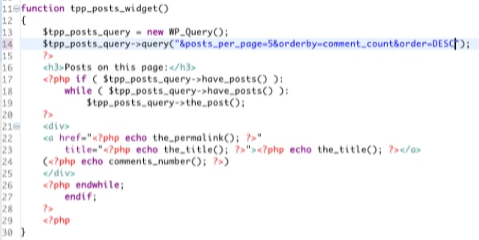 11 function tpp_posts_widget()
12 {
13 $tpp_posts_query = new WP_Query();
14 $tpp_posts_query->query("&posts_per_page=5&orderby=comment_count&order=DESC");
15 ?>
16 <h3>Posts on this page:</h3>
17 <?php if ( $tpp_posts_query->have_posts() ):
18 while ( $tpp_posts_query->have_posts() ):
19 $tpp_posts_query->the_post();
20 ?>
21 <div>
22 <a href="<?php echo the_permalink(); ?>"
23 title="<?php echo the_title(); ?>"><?php echo the_title(); ?></a>
24 (<?php echo comments_number(); ?>)
25 </div>
26 <?php endwhile;
27 endif;
28 ?>
29 <?php
30 }